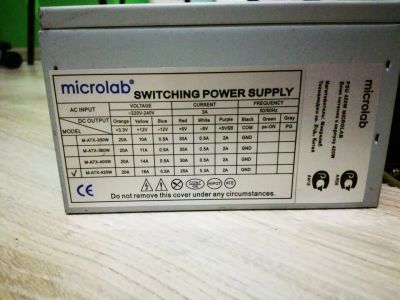 microlab®
SWITCHING POWER SUPPLY
AC INPUT VOLTAGE CURRENT FREQUENCY
~220V-240V 3A 50/60Hz
DC OUTPUT Orange Yellow Blue Red White Purple Black Green Gray
MODEL +3.3V +12V -12V +5V -5V +5VSB COM ps-ON PG
M-ATX-350W 20A 10A 0.5A 30A 0.5A 2A GND
M-ATX-360W 20A 11A 0.5A 30A 0.5A 2A GND
M-ATX-400W 20A 14A 0.5A 30A 0.5A 2A GND
✓ M-ATX-420W 20A 16A 0.5A 25A 0.5A 2A GND
CE
Do not remove this cover under any circumstances!
microlab
PSU 420W MICROLAB